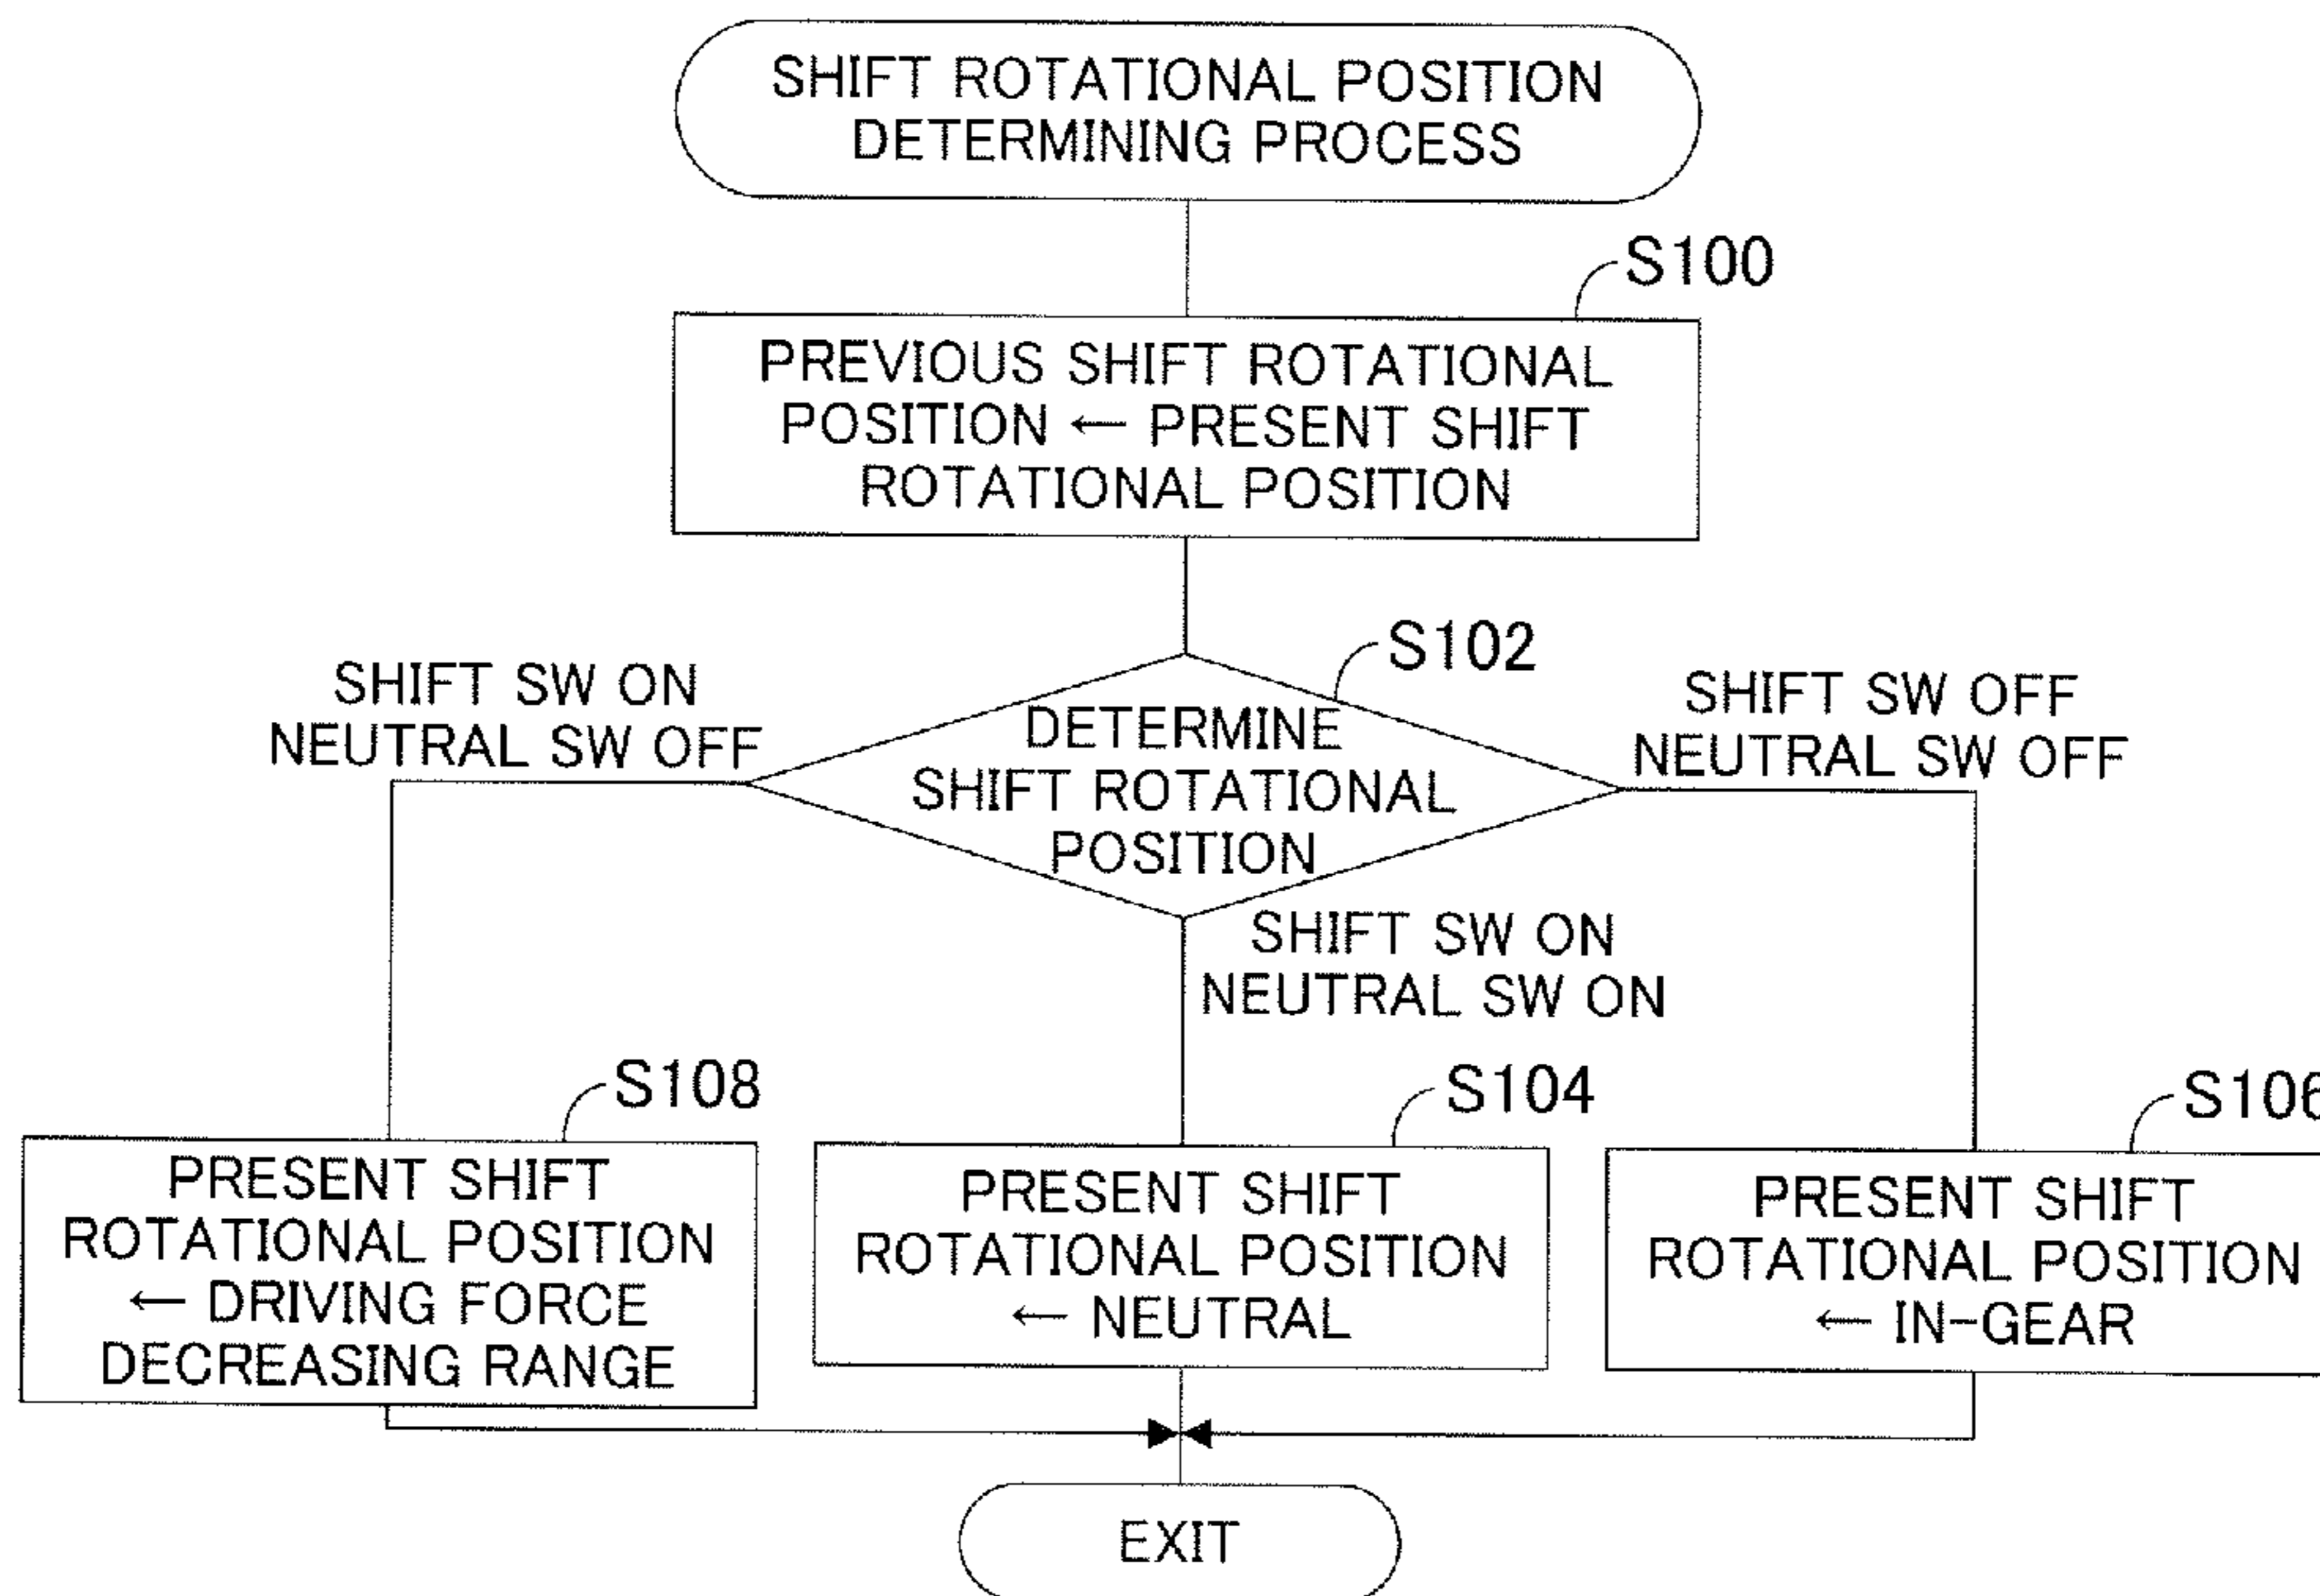 SHIFT ROTATIONAL POSITION
DETERMINING PROCESS
S100
PREVIOUS SHIFT ROTATIONAL
POSITION ← PRESENT SHIFT
ROTATIONAL POSITION
S102
SHIFT SW ON
NEUTRAL SW OFF
DETERMINE
SHIFT ROTATIONAL
POSITION
SHIFT SW OFF
NEUTRAL SW OFF
SHIFT SW ON
NEUTRAL SW ON
S108
PRESENT SHIFT
ROTATIONAL POSITION
← DRIVING FORCE
DECREASING RANGE
S104
PRESENT SHIFT
ROTATIONAL POSITION
← NEUTRAL
S106
PRESENT SHIFT
ROTATIONAL POSITION
← IN-GEAR
EXIT